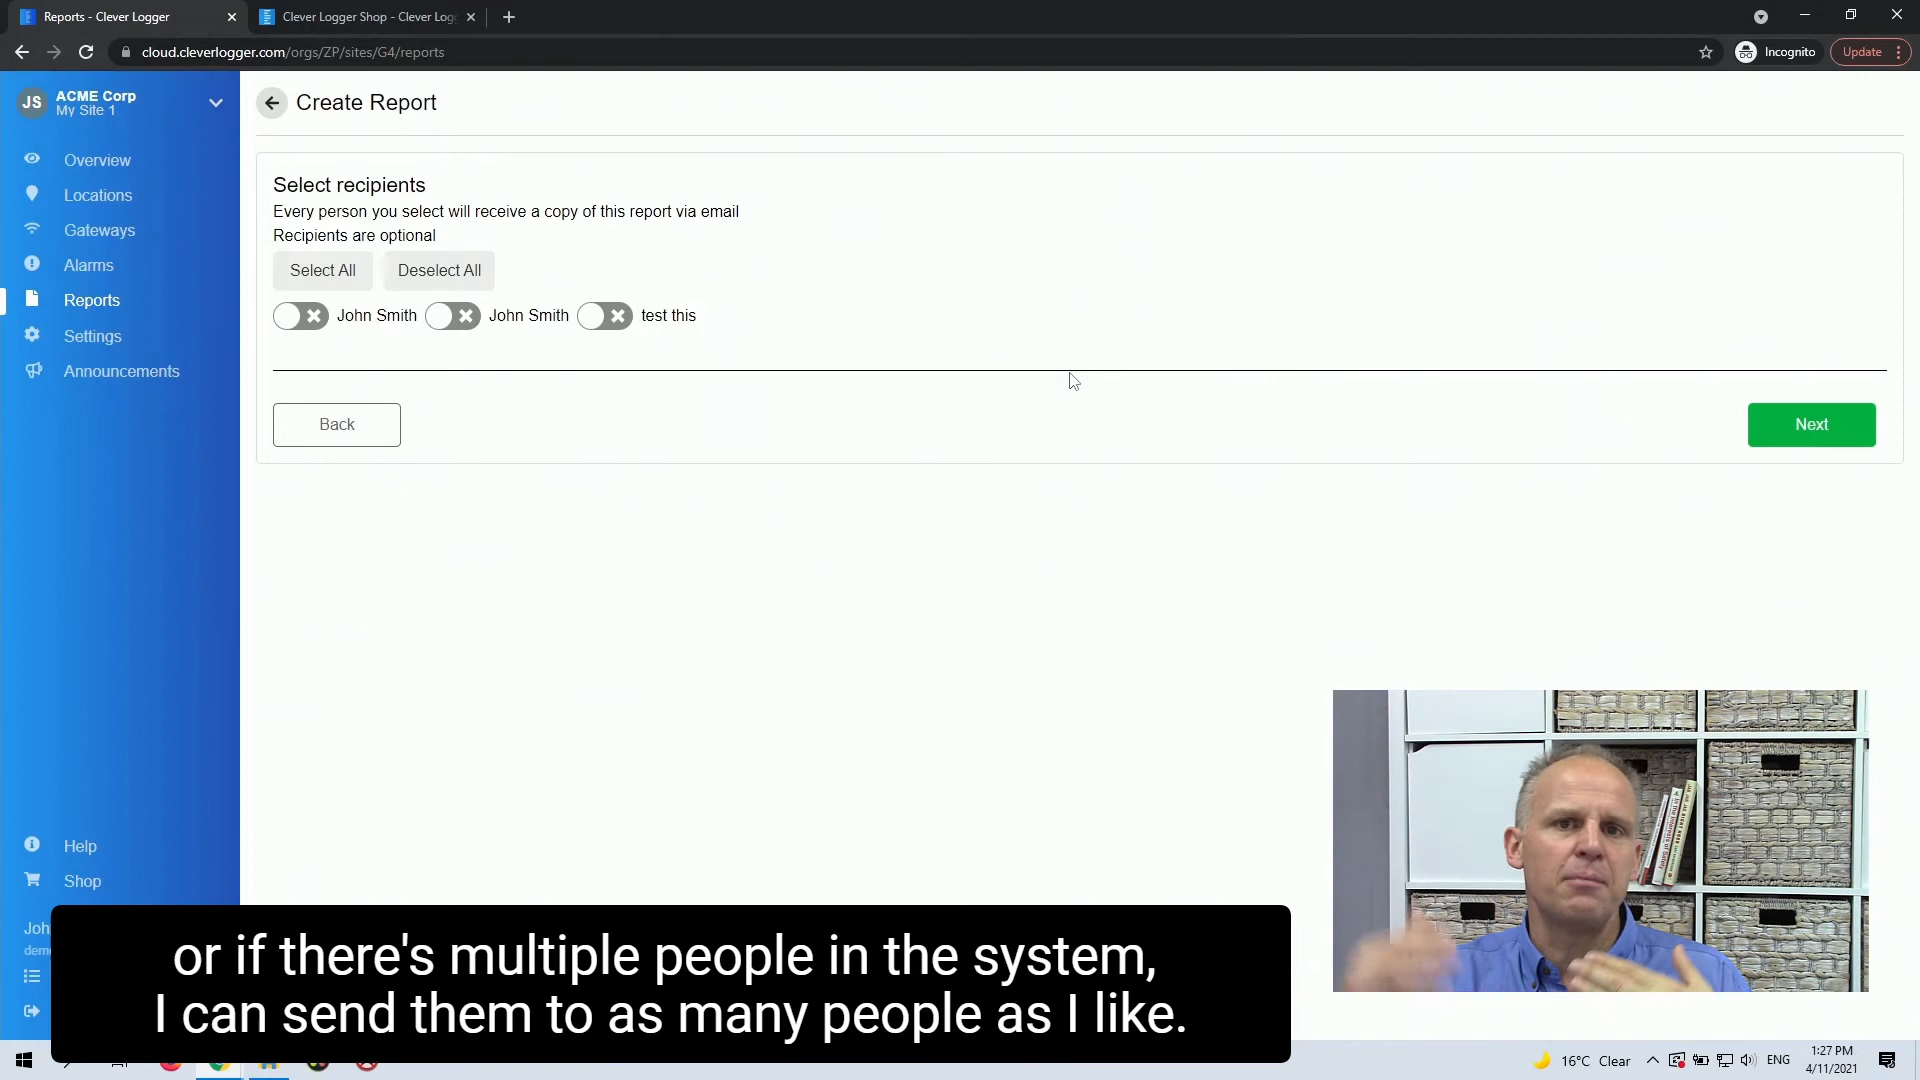 Reports - Clever Logger
Clever Logger Shop - Clever Log
cloud.cleverlogger.com/orgs/ZP/sites/G4/reports
Incognito
Update
JS
ACME Corp
My Site 1
Create Report
Overview
Locations
Gateways
Alarms
Reports
Settings
Announcements
Select recipients
Every person you select will receive a copy of this report via email
Recipients are optional
Select All
Deselect All
John Smith
John Smith
test this
Back
Next
Help
Shop
Joh
dem
or if there's multiple people in the system,
I can send them to as many people as I like.
16°C Clear
ENG
1:27 PM
4/11/2021